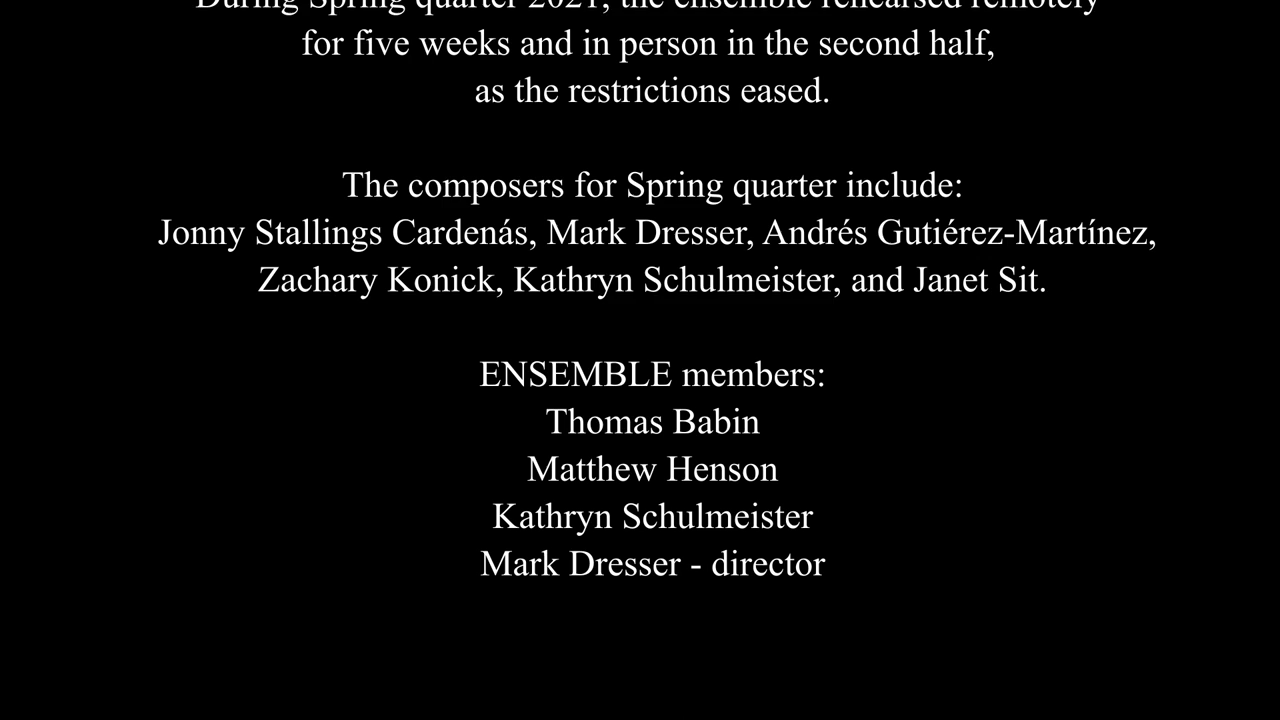 During Spring quarter 2021, the ensemble rehearsed remotely
for five weeks and in person in the second half,
as the restrictions eased.
The composers for Spring quarter include:
Jonny Stallings Cardenás, Mark Dresser, Andrés Gutiérez-Martínez,
Zachary Konick, Kathryn Schulmeister, and Janet Sit.
ENSEMBLE members:
Thomas Babin
Matthew Henson
Kathryn Schulmeister
Mark Dresser - director